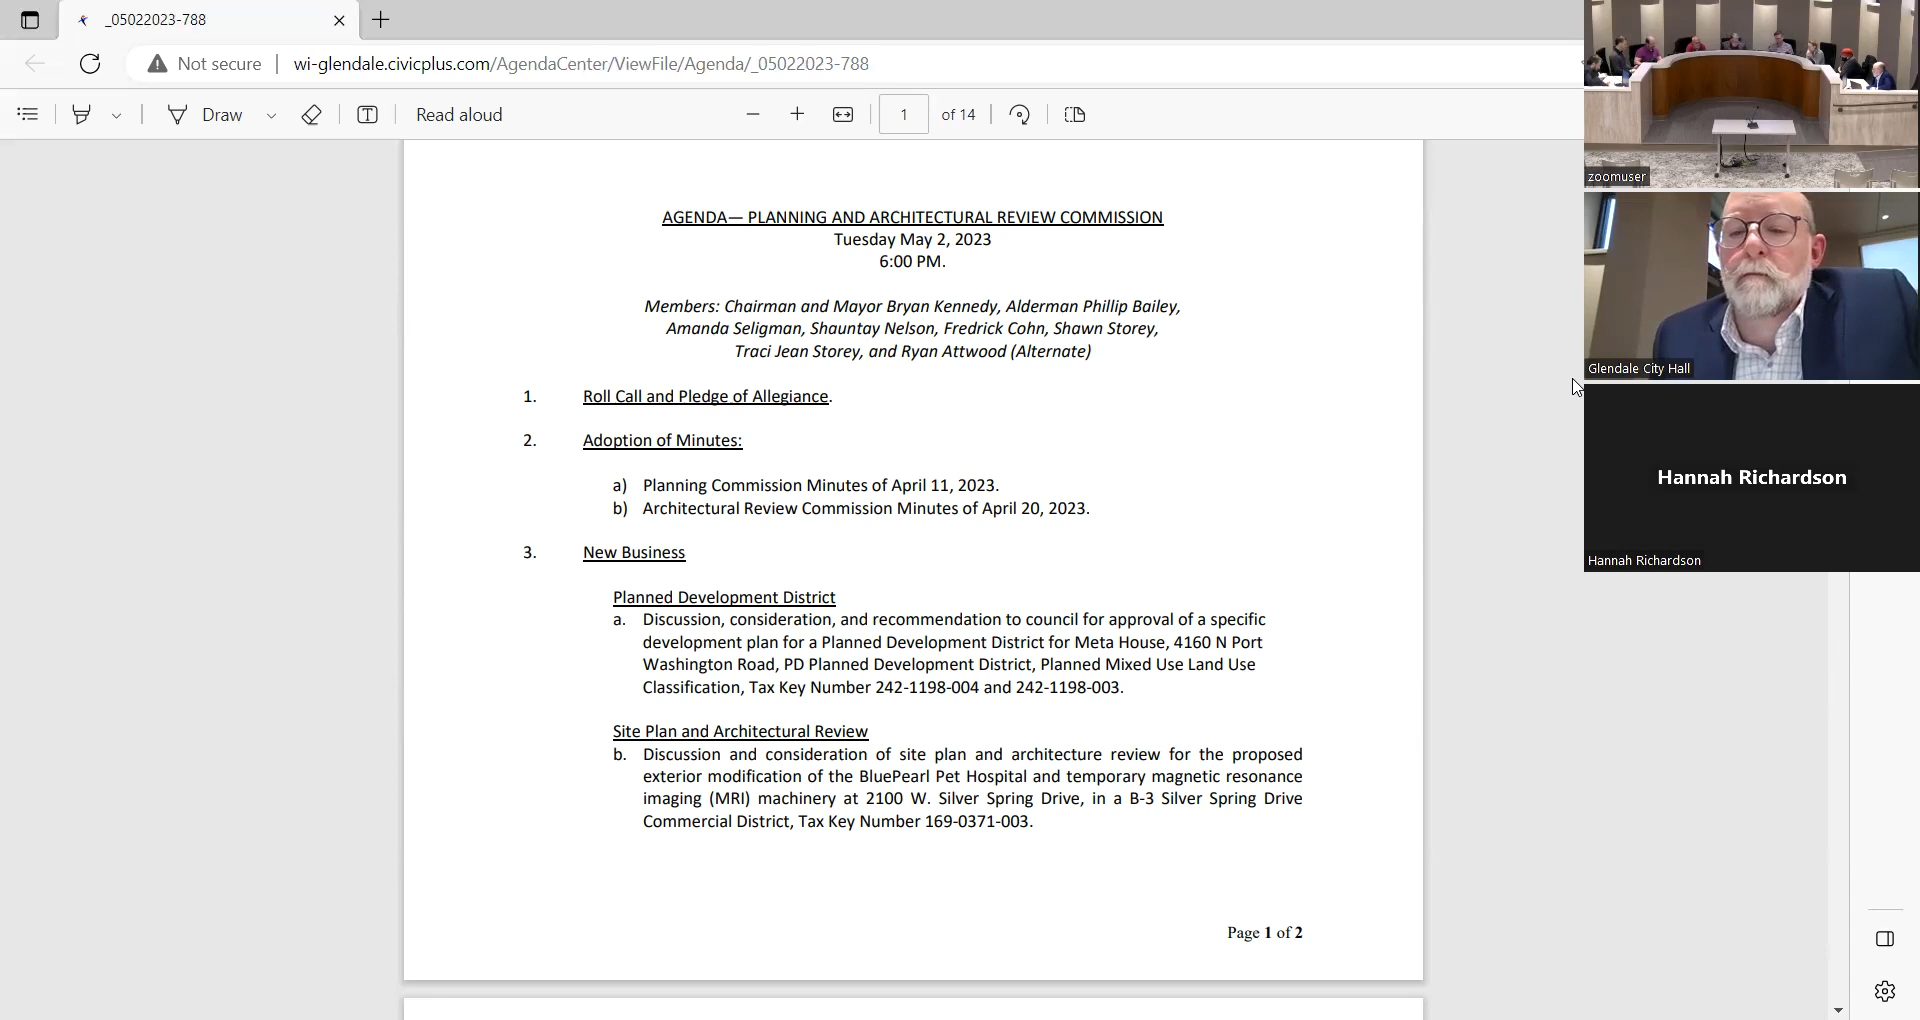 _05022023-788
Not secure
wi-glendale.civicplus.com/AgendaCenter/ViewFile/Agenda/_05022023-788
Draw
Read aloud
1
of 14
AGENDA— PLANNING AND ARCHITECTURAL REVIEW COMMISSION
Tuesday May 2, 2023
6:00 PM.
Members: Chairman and Mayor Bryan Kennedy, Alderman Phillip Bailey,
Amanda Seligman, Shauntay Nelson, Fredrick Cohn, Shawn Storey,
Traci Jean Storey, and Ryan Attwood (Alternate)
1. Roll Call and Pledge of Allegiance.
2. Adoption of Minutes:
a) Planning Commission Minutes of April 11, 2023.
b) Architectural Review Commission Minutes of April 20, 2023.
3. New Business
Planned Development District
a. Discussion, consideration, and recommendation to council for approval of a specific
development plan for a Planned Development District for Meta House, 4160 N Port
Washington Road, PD Planned Development District, Planned Mixed Use Land Use
Classification, Tax Key Number 242-1198-004 and 242-1198-003.
Site Plan and Architectural Review
b. Discussion and consideration of site plan and architecture review for the proposed
exterior modification of the BluePearl Pet Hospital and temporary magnetic resonance
imaging (MRI) machinery at 2100 W. Silver Spring Drive, in a B-3 Silver Spring Drive
Commercial District, Tax Key Number 169-0371-003.
Page 1 of 2
zoomuser
Glendale City Hall
Hannah Richardson
Hannah Richardson